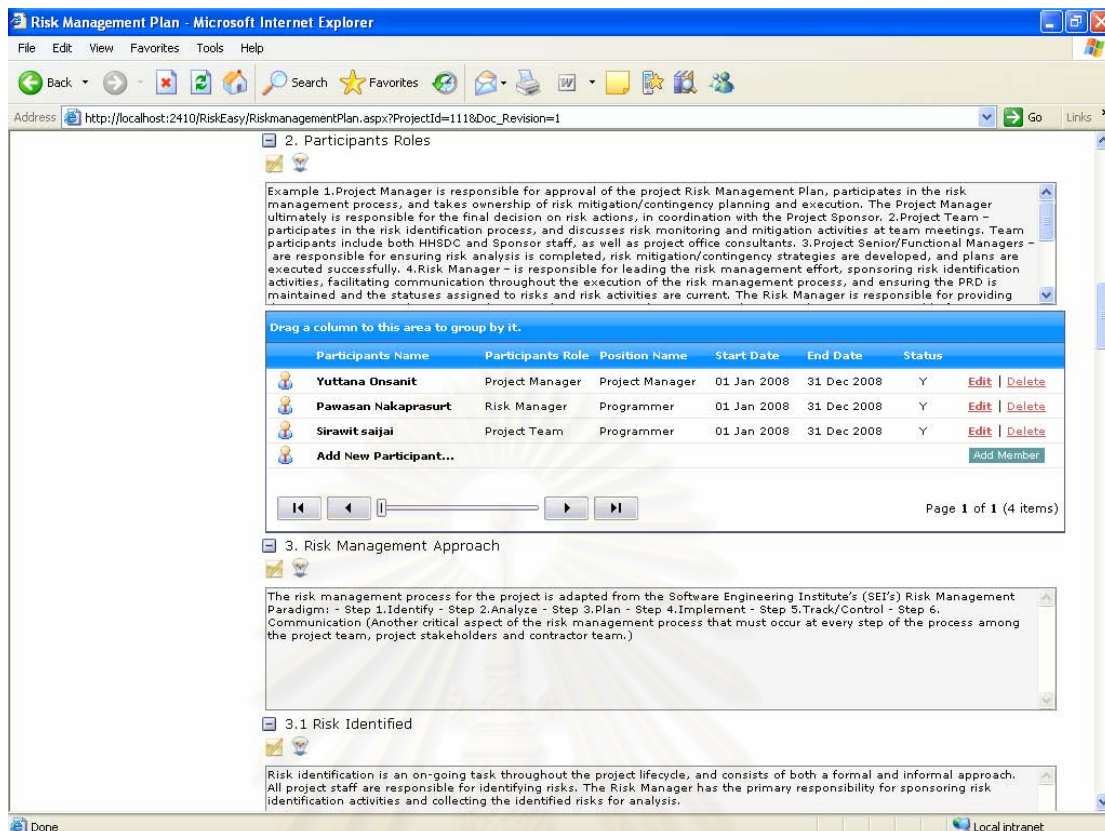 Risk Management Plan - Microsoft Internet Explorer
File Edit View Favorites Tools Help
Back Search Favorites
Address http://localhost:2410/RiskEasy/RiskmanagementPlan.aspx?ProjectId=111&Doc_Revision=1 Go Links
2. Participants Roles
Example 1.Project Manager is responsible for approval of the project Risk Management Plan, participates in the risk
management process, and takes ownership of risk mitigation/contingency planning and execution. The Project Manager
ultimately is responsible for the final decision on risk actions, in coordination with the Project Sponsor. 2.Project Team –
participates in the risk identification process, and discusses risk monitoring and mitigation activities at team meetings. Team
participants include both HHSDC and Sponsor staff, as well as project office consultants. 3.Project Senior/Functional Managers –
are responsible for ensuring risk analysis is completed, risk mitigation/contingency strategies are developed, and plans are
executed successfully. 4.Risk Manager – is responsible for leading the risk management effort, sponsoring risk identification
activities, facilitating communication throughout the execution of the risk management process, and ensuring the PRD is
maintained and the statuses assigned to risks and risk activities are current. The Risk Manager is responsible for providing
Drag a column to this area to group by it.
Participants Name Participants Role Position Name Start Date End Date Status
Yuttana Onsanit Project Manager Project Manager 01 Jan 2008 31 Dec 2008 Y Edit | Delete
Pawasan Nakaprasurt Risk Manager Programmer 01 Jan 2008 31 Dec 2008 Y Edit | Delete
Sirawit saijai Project Team Programmer 01 Jan 2008 31 Dec 2008 Y Edit | Delete
Add New Participant... Add Member
Page 1 of 1 (4 items)
3. Risk Management Approach
The risk management process for the project is adapted from the Software Engineering Institute's (SEI's) Risk Management
Paradigm: - Step 1.Identify - Step 2.Analyze - Step 3.Plan - Step 4.Implement - Step 5.Track/Control - Step 6.
Communication (Another critical aspect of the risk management process that must occur at every step of the process among
the project team, project stakeholders and contractor team.)
3.1 Risk Identified
Risk identification is an on-going task throughout the project lifecycle, and consists of both a formal and informal approach.
All project staff are responsible for identifying risks. The Risk Manager has the primary responsibility for sponsoring risk
identification activities and collecting the identified risks for analysis.
Done Local intranet